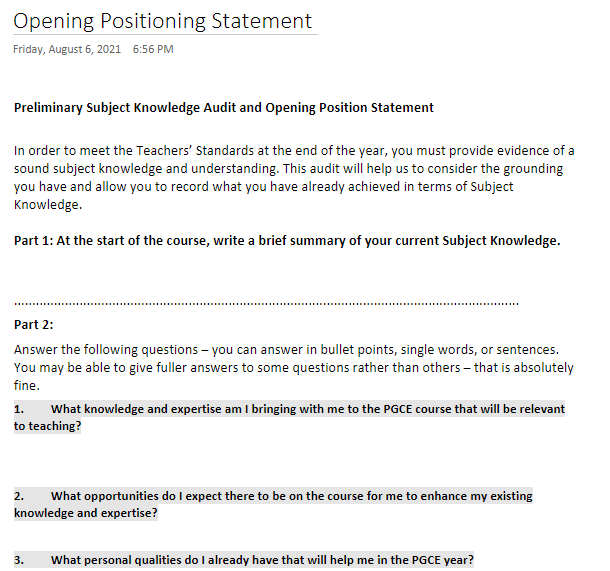 Opening Positioning Statement
Friday, August 6, 2021 6:56 PM
Preliminary Subject Knowledge Audit and Opening Position Statement
In order to meet the Teachers’ Standards at the end of the year, you must provide evidence of a
sound subject knowledge and understanding. This audit will help us to consider the grounding
you have and allow you to record what you have already achieved in terms of Subject
Knowledge.
Part 1: At the start of the course, write a brief summary of your current Subject Knowledge.
............................................................................................................................................
Part 2:
Answer the following questions – you can answer in bullet points, single words, or sentences.
You may be able to give fuller answers to some questions rather than others – that is absolutely
fine.
1. What knowledge and expertise am I bringing with me to the PGCE course that will be relevant
to teaching?
2. What opportunities do I expect there to be on the course for me to enhance my existing
knowledge and expertise?
3. What personal qualities do I already have that will help me in the PGCE year?